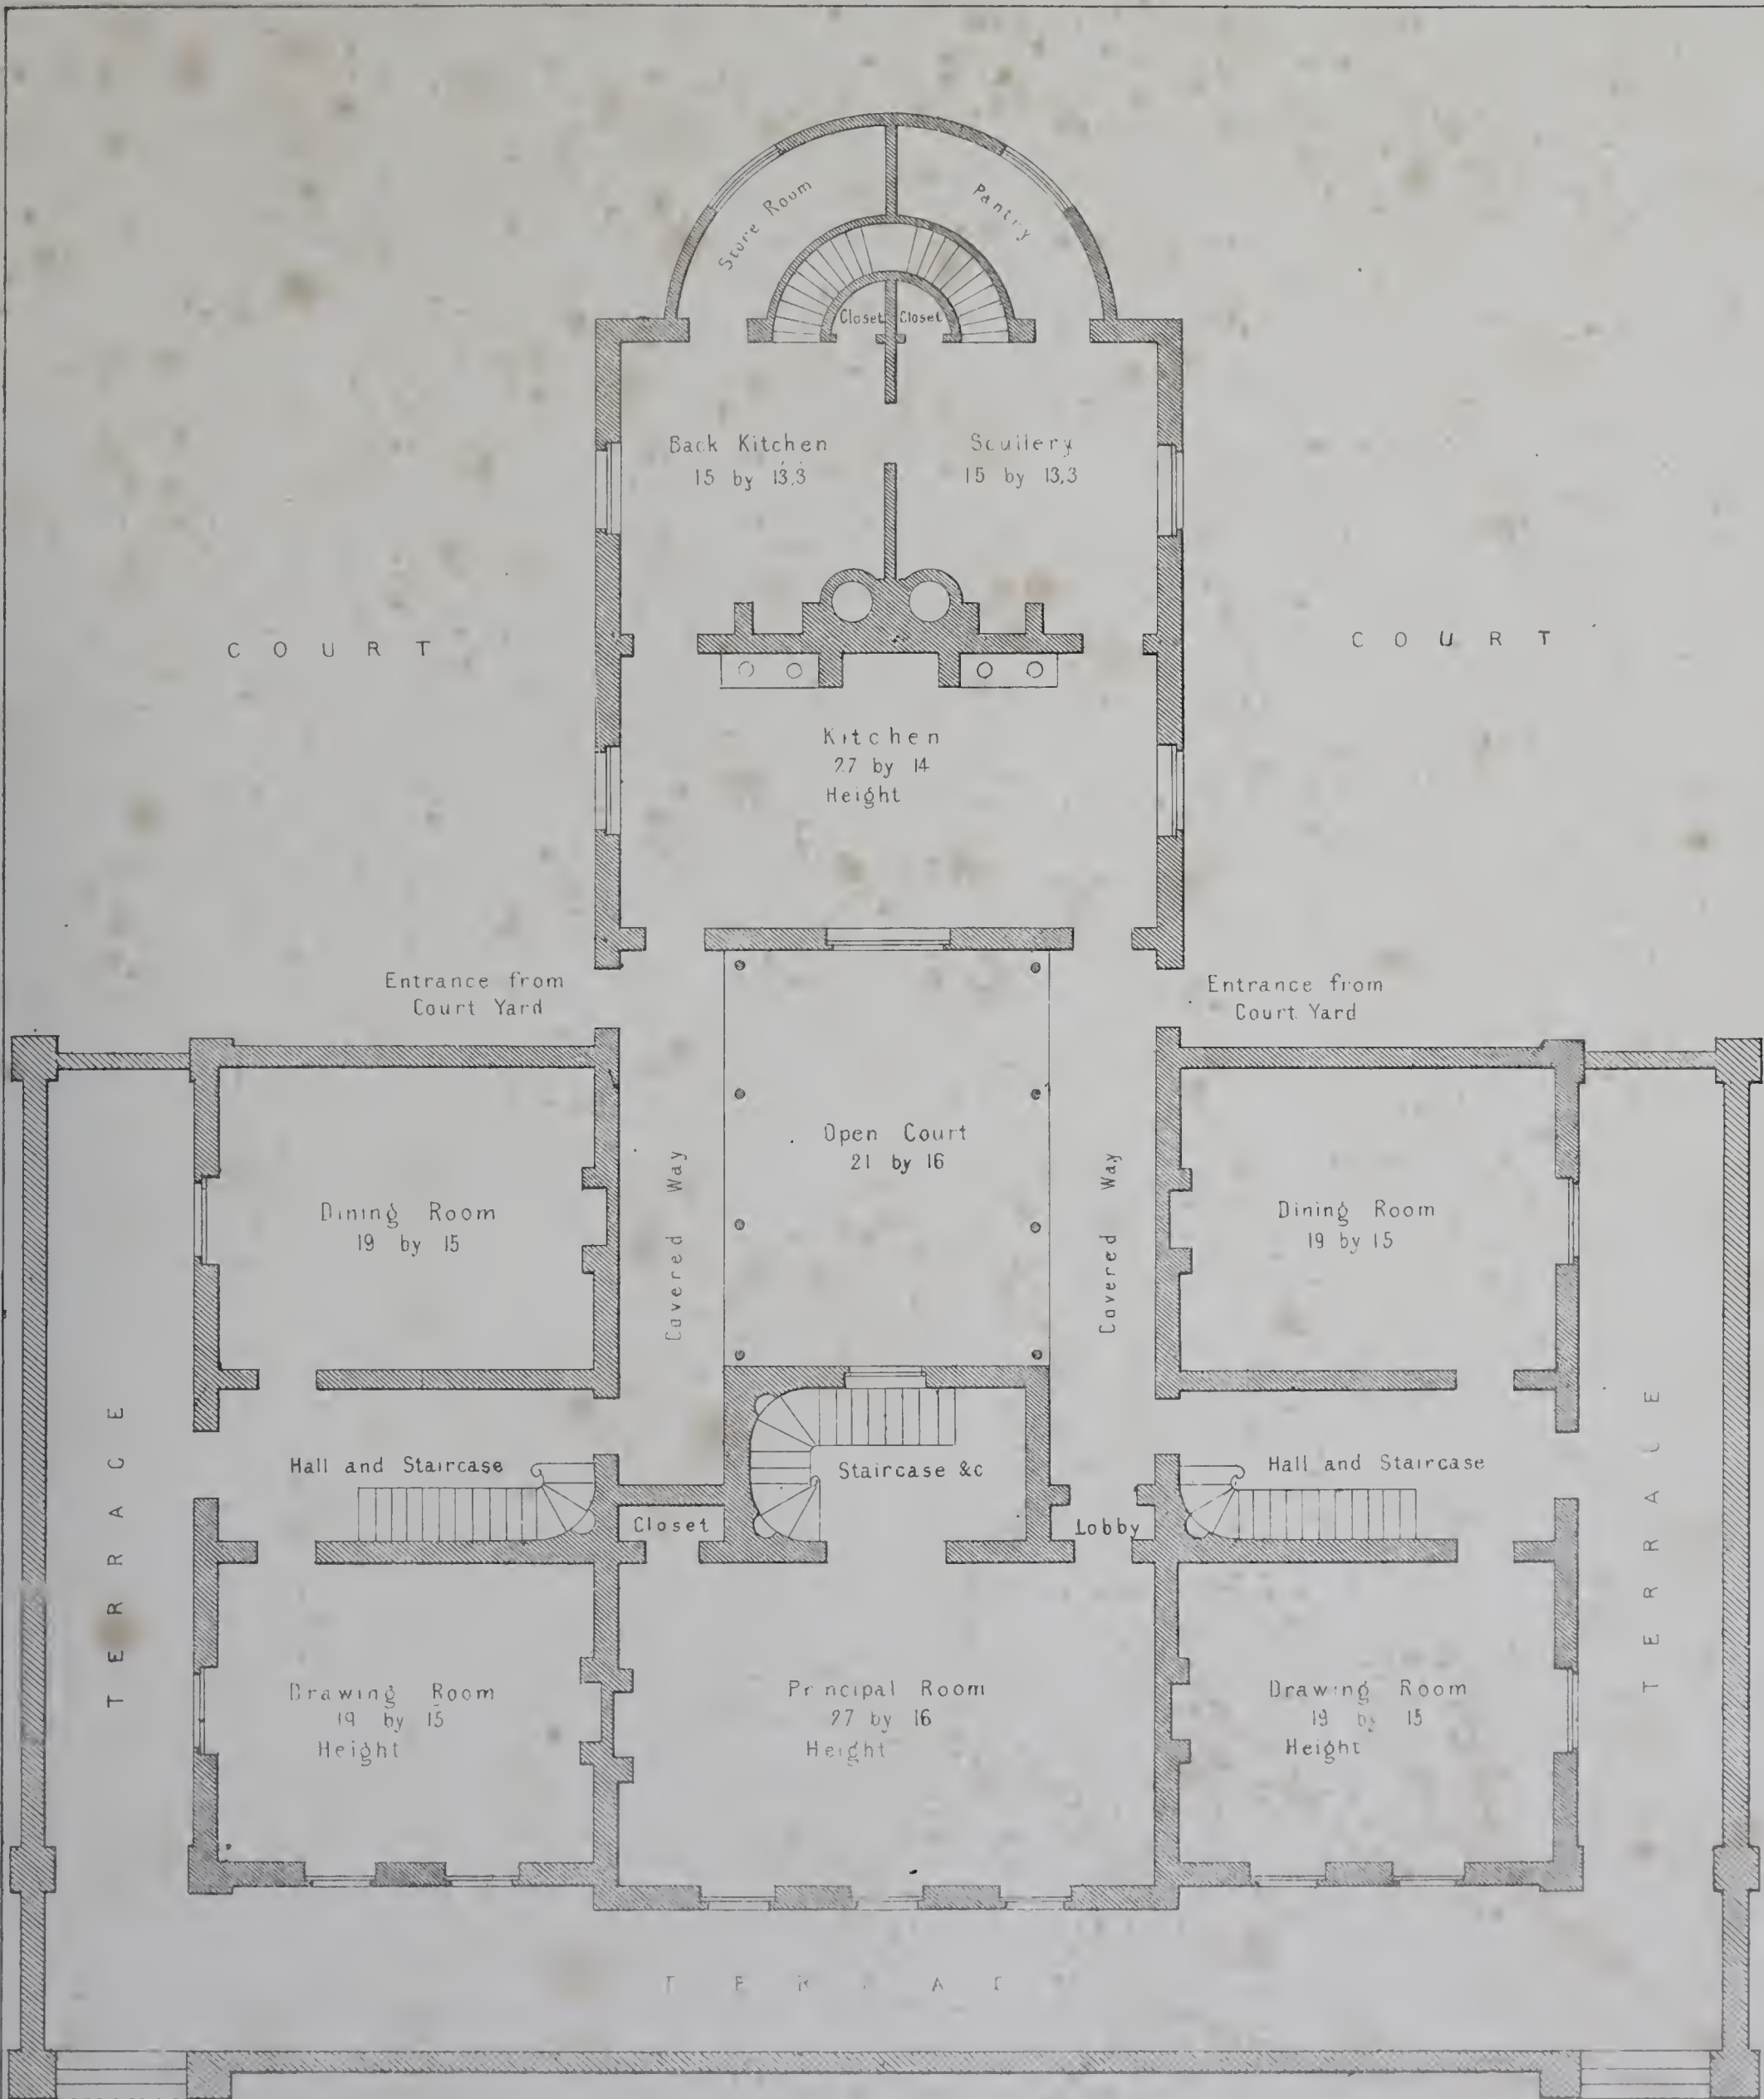 Store Room
Pantry
Closet
Closet
Back Kitchen
15 by 13.3
Scullery
15 by 13,3
COURT
COURT
Kitchen
27 by 14
Height
Entrance from
Court Yard
Entrance from
Court Yard
Open Court
21 by 16
Covered Way
Covered Way
Dining Room
19 by 15
Dining Room
19 by 15
TERRACE
TERRACE
Hall and Staircase
Staircase &c
Hall and Staircase
Closet
Lobby
Drawing Room
19 by 15
Height
Principal Room
27 by 16
Height
Drawing Room
19 by 15
Height